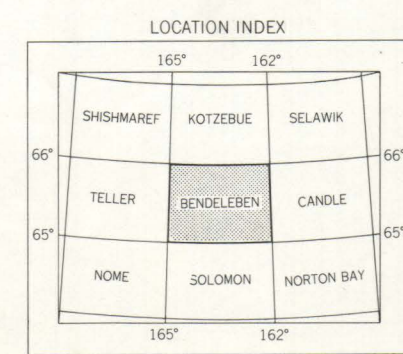 LOCATION INDEX
165° 162°
SHISHMAREF KOTZEBUE SELAWIK
66° 66°
TELLER BENDELEBEN CANDLE
65° 65°
NOME SOLOMON NORTON BAY
165° 162°